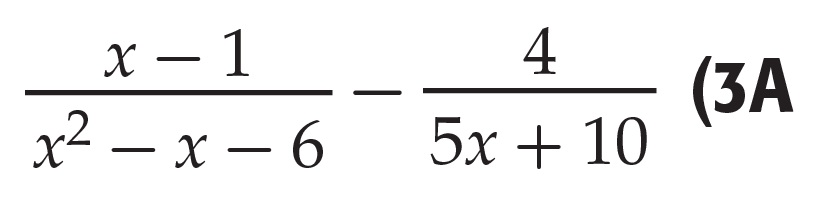 x − 1 / x² − x − 6 − 4 / 5x + 10 (3A